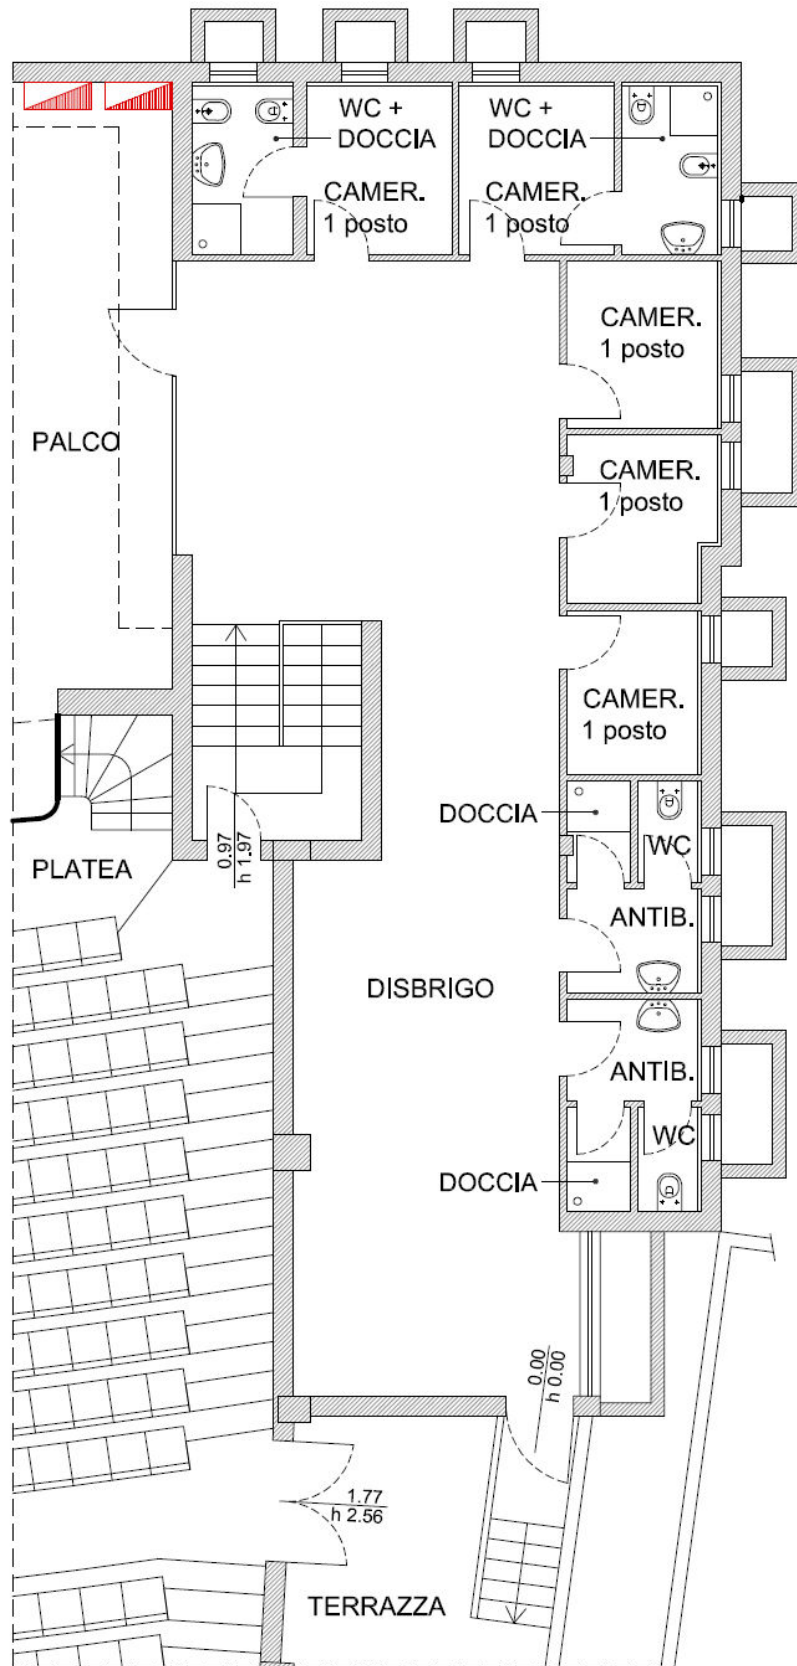 WC +
DOCCIA
WC +
DOCCIA
CAMER.
1 posto
CAMER.
1 posto
CAMER.
1 posto
PALCO
CAMER.
1 posto
CAMER.
1 posto
DOCCIA
WC
0.97
h 1.97
PLATEA
ANTIB.
DISBRIGO
ANTIB.
WC
DOCCIA
0.00
h 0.00
1.77
h 2.56
TERRAZZA